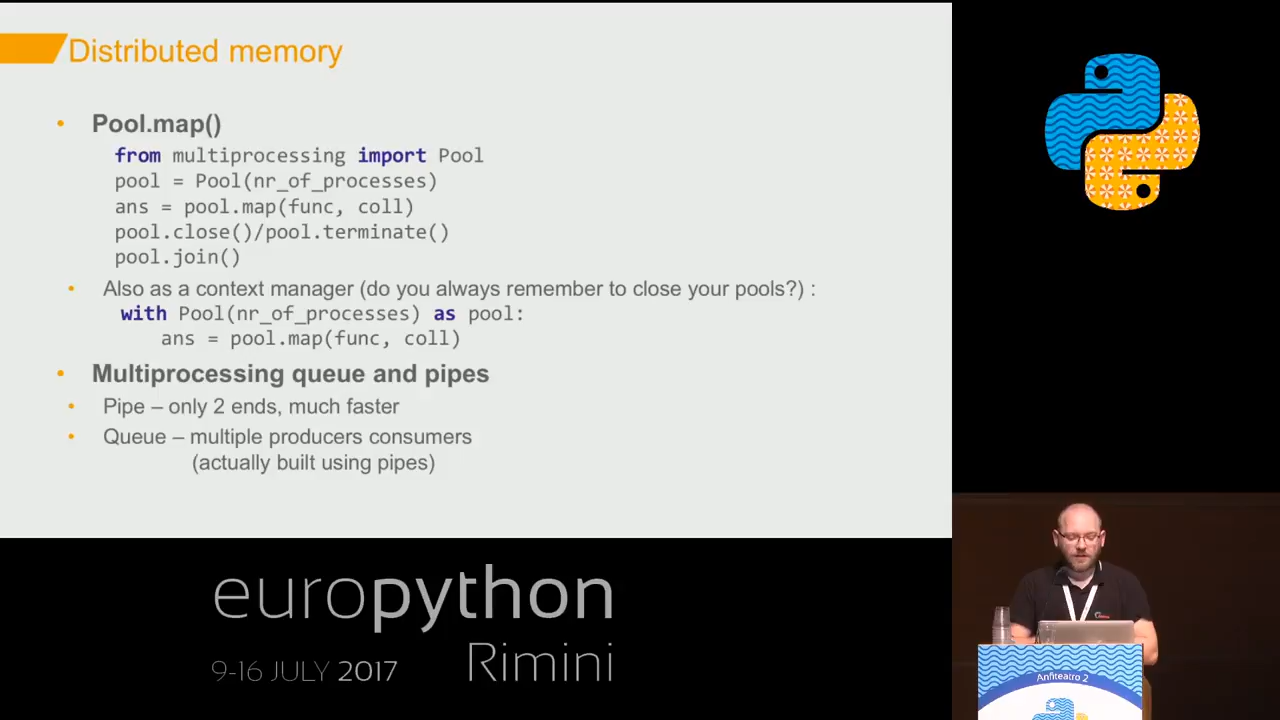 Distributed memory
• Pool.map()
from multiprocessing import Pool
pool = Pool(nr_of_processes)
ans = pool.map(func, coll)
pool.close()/pool.terminate()
pool.join()
• Also as a context manager (do you always remember to close your pools?) :
with Pool(nr_of_processes) as pool:
ans = pool.map(func, coll)
• Multiprocessing queue and pipes
• Pipe – only 2 ends, much faster
• Queue – multiple producers consumers
(actually built using pipes)
europython
9-16 JULY 2017 Rimini
Anfiteatro 2